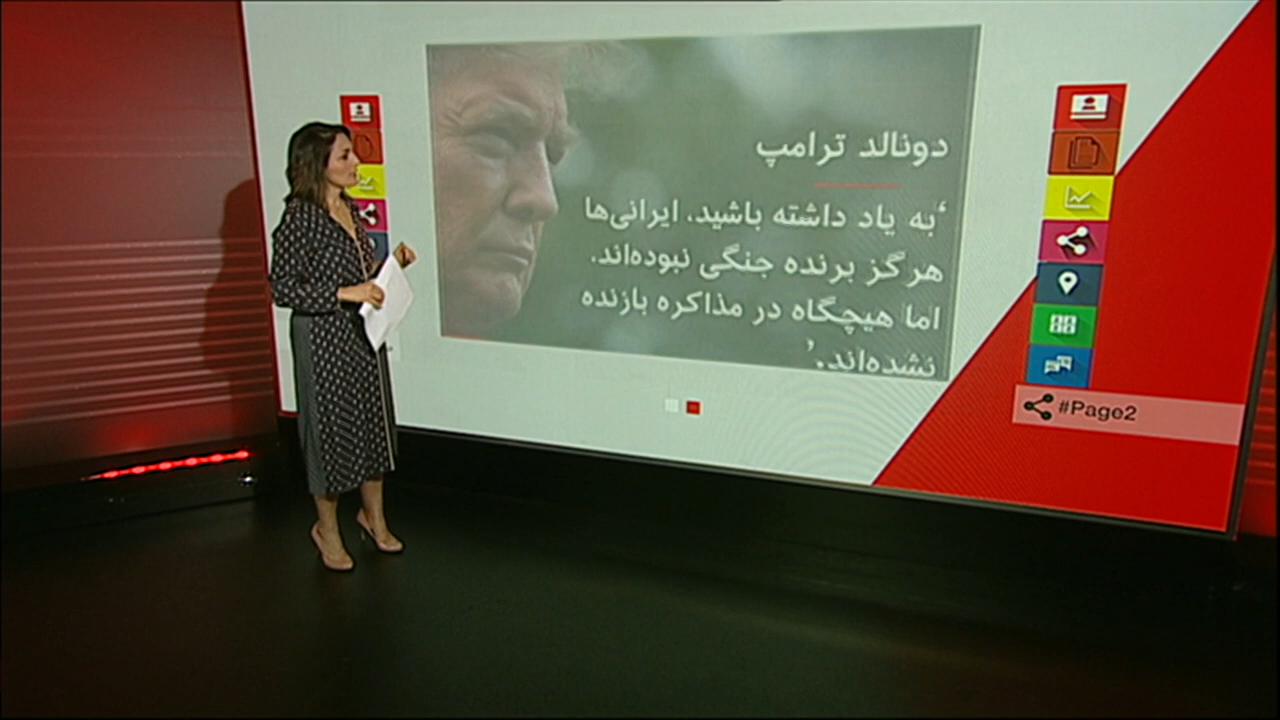 دونالد ترامپ
‘به یاد داشته باشید، ایرانی‌ها
هرگز برنده جنگی نبوده‌اند.
اما هیچگاه در مذاکره بازنده
نشده‌اند.’
#Page2